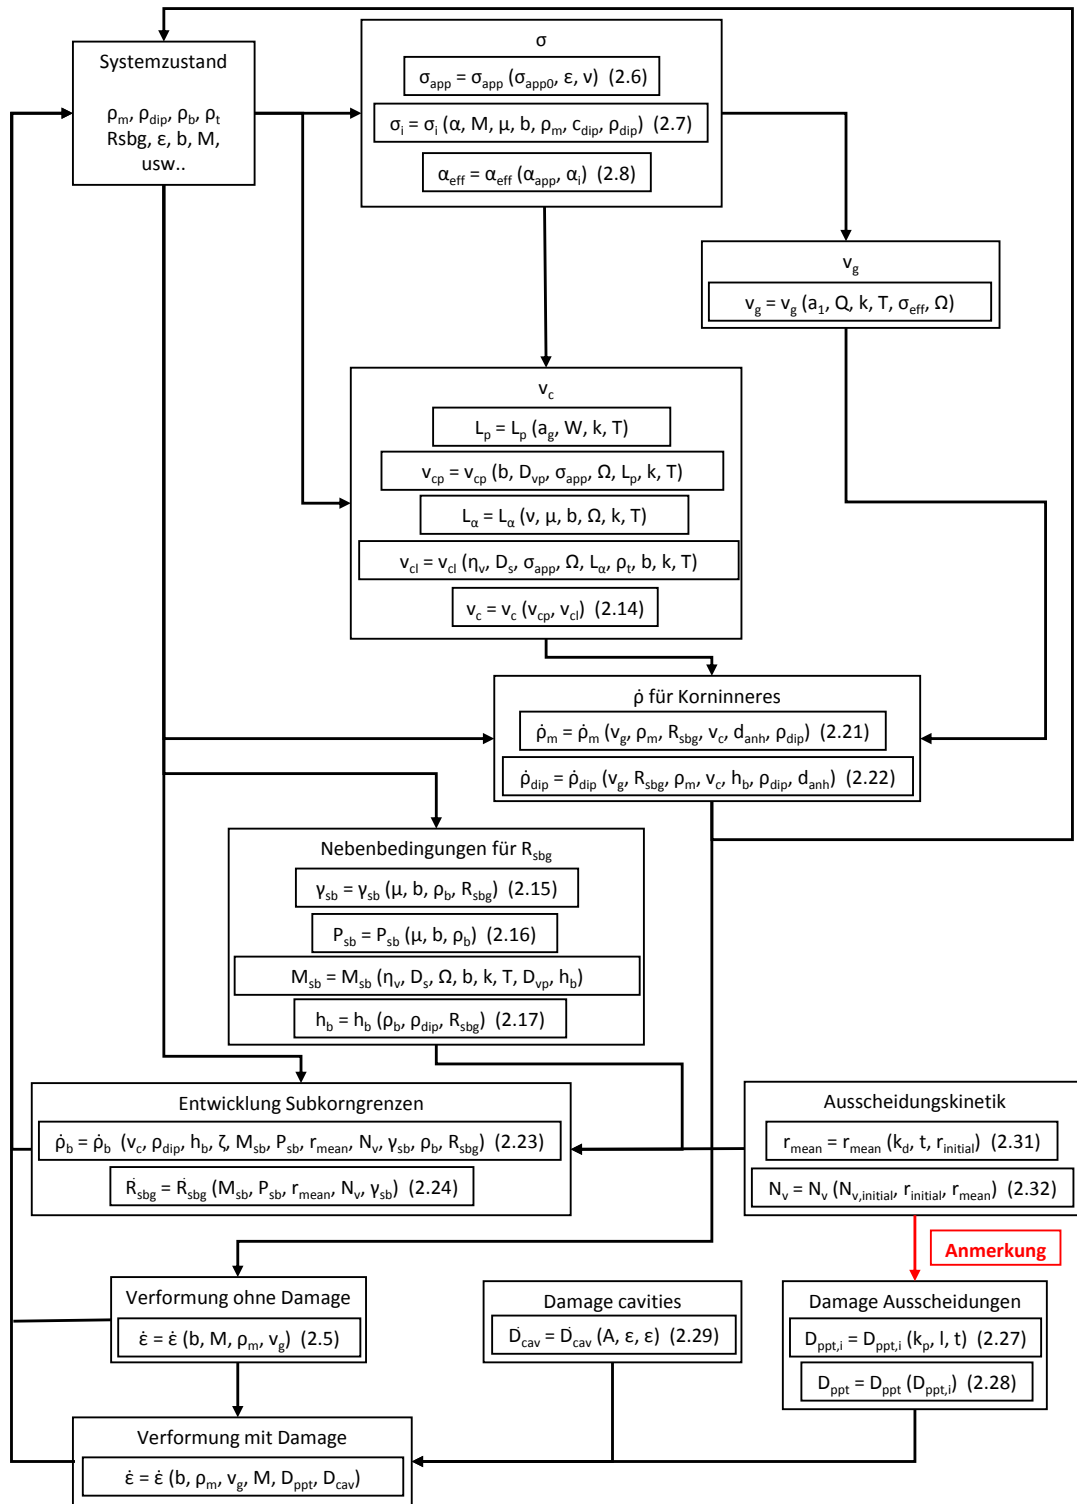 Systemzustand
ρm, ρdip, ρb, ρt
Rsbg, ε, b, M,
usw..
σ
σapp = σapp (σapp0, ε, ν) (2.6)
σi = σi (α, M, μ, b, ρm, cdip, ρdip) (2.7)
αeff = αeff (αapp, αi) (2.8)
vg
vg = vg (a1, Q, k, T, σeff, Ω)
vc
Lp = Lp (ag, W, k, T)
vcp = vcp (b, Dvp, σapp, Ω, Lp, k, T)
Lα = Lα (ν, μ, b, Ω, k, T)
vcl = vcl (ηv, Ds, σapp, Ω, Lα, ρt, b, k, T)
vc = vc (vcp, vcl) (2.14)
ρ̇ für Korninneres
ρ̇m = ρ̇m (vg, ρm, Rsbg, vc, danh, ρdip) (2.21)
ρ̇dip = ρ̇dip (vg, Rsbg, ρm, vc, hb, ρdip, danh) (2.22)
Nebenbedingungen für Rsbg
γsb = γsb (μ, b, ρb, Rsbg) (2.15)
Psb = Psb (μ, b, ρb) (2.16)
Msb = Msb (ηv, Ds, Ω, b, k, T, Dvp, hb)
hb = hb (ρb, ρdip, Rsbg) (2.17)
Entwicklung Subkorngrenzen
ρ̇b = ρ̇b (vc, ρdip, hb, ζ, Msb, Psb, rmean, Nv, γsb, ρb, Rsbg) (2.23)
Ṙsbg = Ṙsbg (Msb, Psb, rmean, Nv, γsb) (2.24)
Ausscheidungskinetik
rmean = rmean (kd, t, rinitial) (2.31)
Nv = Nv (Nv,initial, rinitial, rmean) (2.32)
Anmerkung
Verformung ohne Damage
ε̇ = ε̇ (b, M, ρm, vg) (2.5)
Damage cavities
Ḋcav = Ḋcav (A, ε, ε) (2.29)
Damage Ausscheidungen
Dppt,i = Dppt,i (kp, l, t) (2.27)
Dppt = Dppt (Dppt,i) (2.28)
Verformung mit Damage
ε̇ = ε̇ (b, ρm, vg, M, Dppt, Dcav)